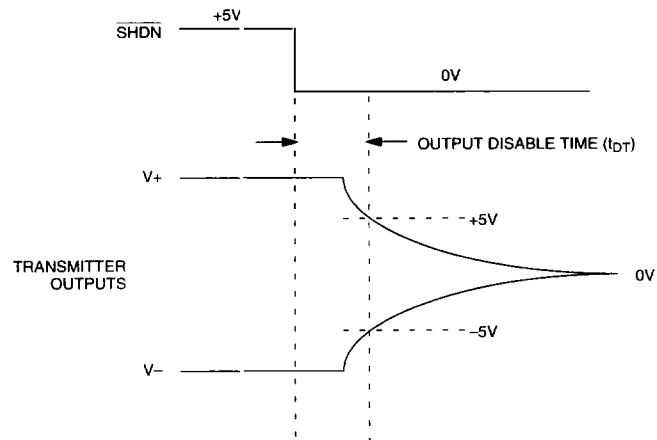 +5V
SHDN
0V
OUTPUT DISABLE TIME (tDT)
V+
+5V
TRANSMITTER
OUTPUTS
0V
–5V
V–